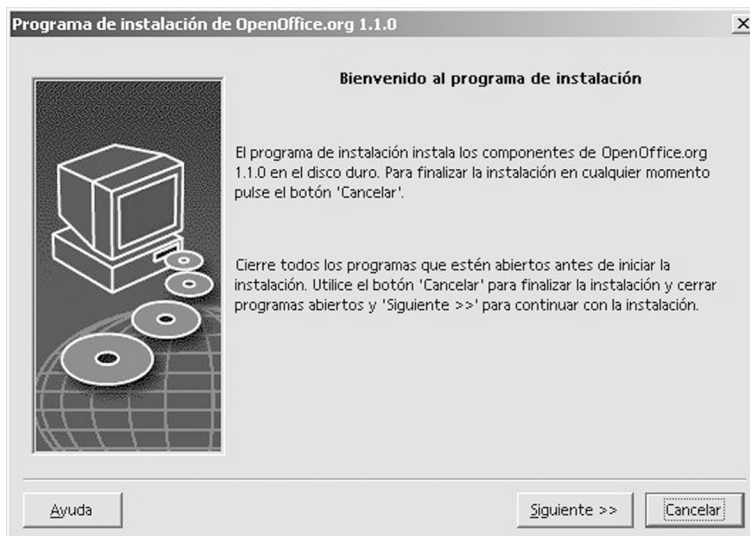 Programa de instalación de OpenOffice.org 1.1.0
Bienvenido al programa de instalación
El programa de instalación instala los componentes de OpenOffice.org
1.1.0 en el disco duro. Para finalizar la instalación en cualquier momento
pulse el botón 'Cancelar'.
Cierre todos los programas que estén abiertos antes de iniciar la
instalación. Utilice el botón 'Cancelar' para finalizar la instalación y cerrar
programas abiertos y 'Siguiente >>' para continuar con la instalación.
Ayuda
Siguiente >>
Cancelar